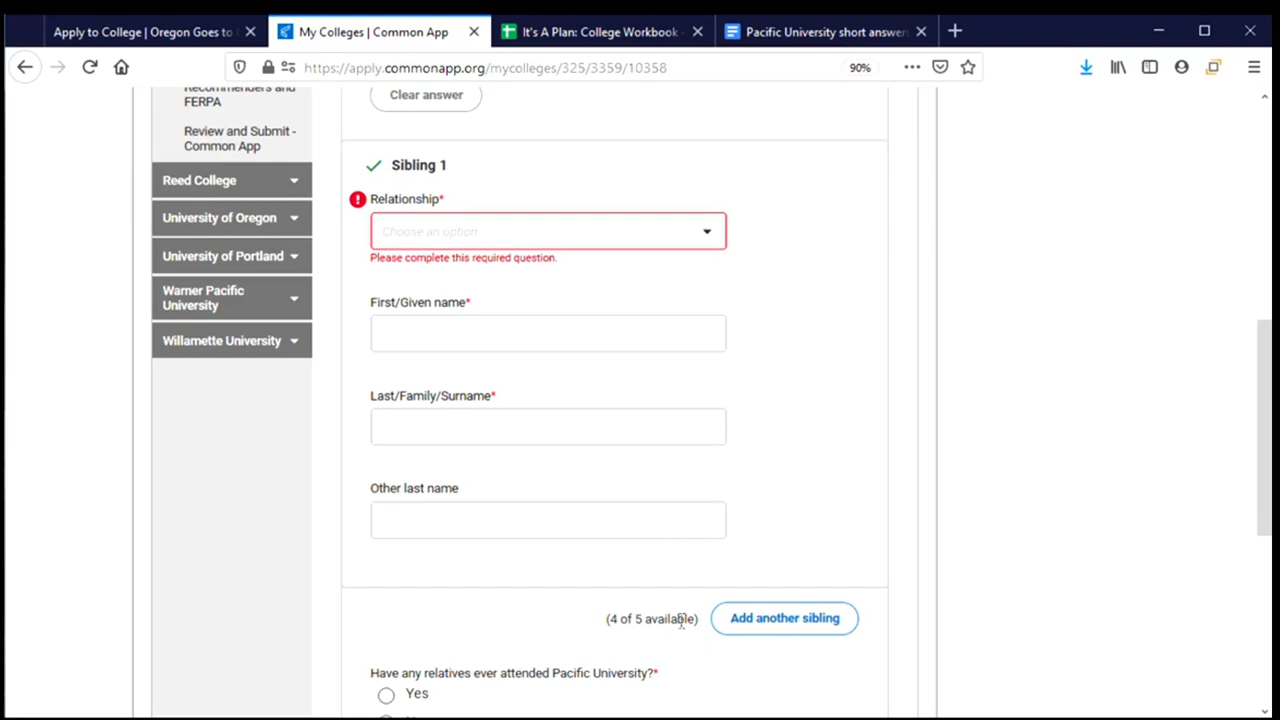 Apply to College | Oregon Goes to
My Colleges | Common App
It's A Plan: College Workbook -
Pacific University short answers
https://apply.commonapp.org/mycolleges/325/3359/10358
90%
Recommenders and
FERPA
Review and Submit -
Common App
Reed College
University of Oregon
University of Portland
Warner Pacific
University
Willamette University
Clear answer
Sibling 1
Relationship*
Choose an option
Please complete this required question.
First/Given name*
Last/Family/Surname*
Other last name
(4 of 5 available)
Add another sibling
Have any relatives ever attended Pacific University?*
Yes